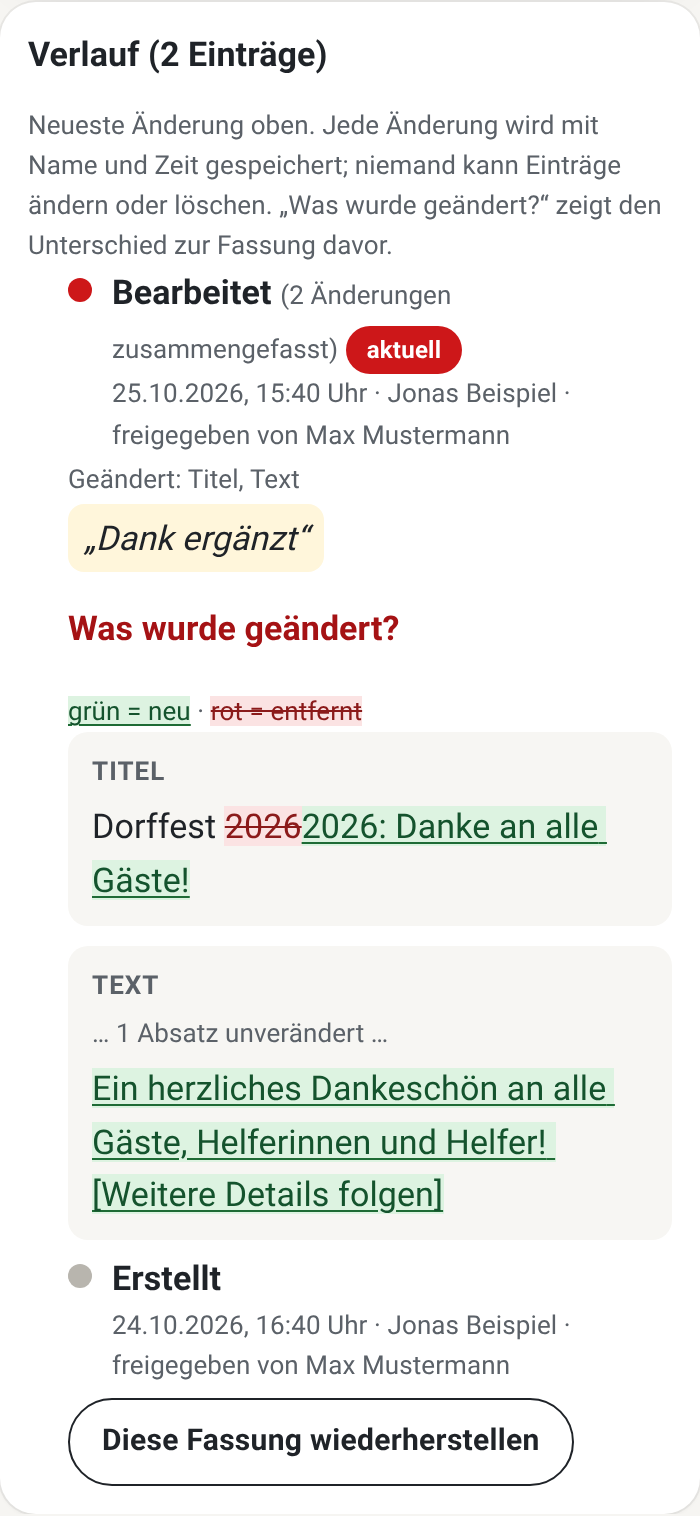 Verlauf (2 Einträge)
Neueste Änderung oben. Jede Änderung wird mit
Name und Zeit gespeichert; niemand kann Einträge
ändern oder löschen. „Was wurde geändert?“ zeigt den
Unterschied zur Fassung davor.
Bearbeitet (2 Änderungen
zusammengefasst) aktuell
25.10.2026, 15:40 Uhr · Jonas Beispiel ·
freigegeben von Max Mustermann
Geändert: Titel, Text
„Dank ergänzt“
Was wurde geändert?
grün = neu · rot = entfernt
TITEL
Dorffest 20262026: Danke an alle
Gäste!
TEXT
… 1 Absatz unverändert …
Ein herzliches Dankeschön an alle
Gäste, Helferinnen und Helfer!
[Weitere Details folgen]
Erstellt
24.10.2026, 16:40 Uhr · Jonas Beispiel ·
freigegeben von Max Mustermann
Diese Fassung wiederherstellen